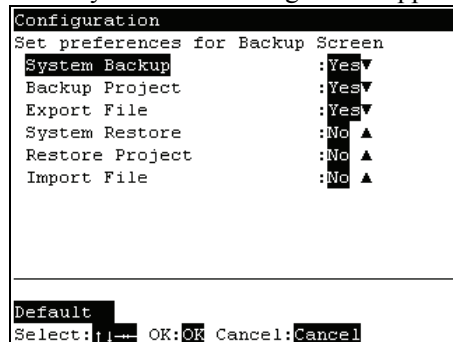 Configuration
Set preferences for Backup Screen
System Backup :Yes▼
Backup Project :Yes▼
Export File :Yes▼
System Restore :No ▲
Restore Project :No ▲
Import File :No ▲
Default
Select:↑↓→← OK:OK Cancel:Cancel